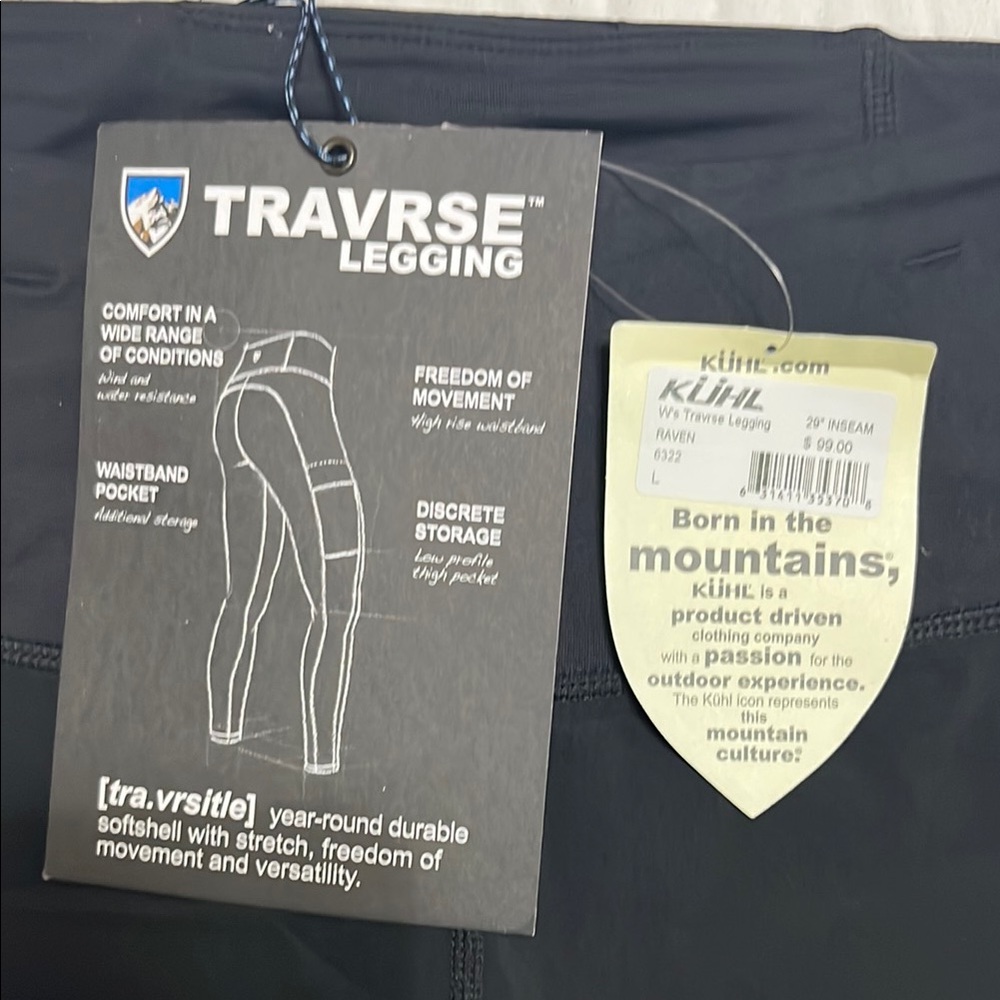 TRAVRSE™
LEGGING
COMFORT IN A
WIDE RANGE
OF CONDITIONS
Wind and
water resistance
FREEDOM OF
MOVEMENT
High rise waistband
WAISTBAND
POCKET
Additional storage
DISCRETE
STORAGE
Low profile
thigh pocket
[tra.vrsitle] year-round durable
softshell with stretch, freedom of
movement and versatility.
KÜHL.com
KÜHL
W's Travrse Legging
29" INSEAM
RAVEN
$ 99.00
6322
L
Born in the
mountains,
KÜHL is a
product driven
clothing company
with a passion for the
outdoor experience.
The Kühl icon represents
this
mountain
culture.